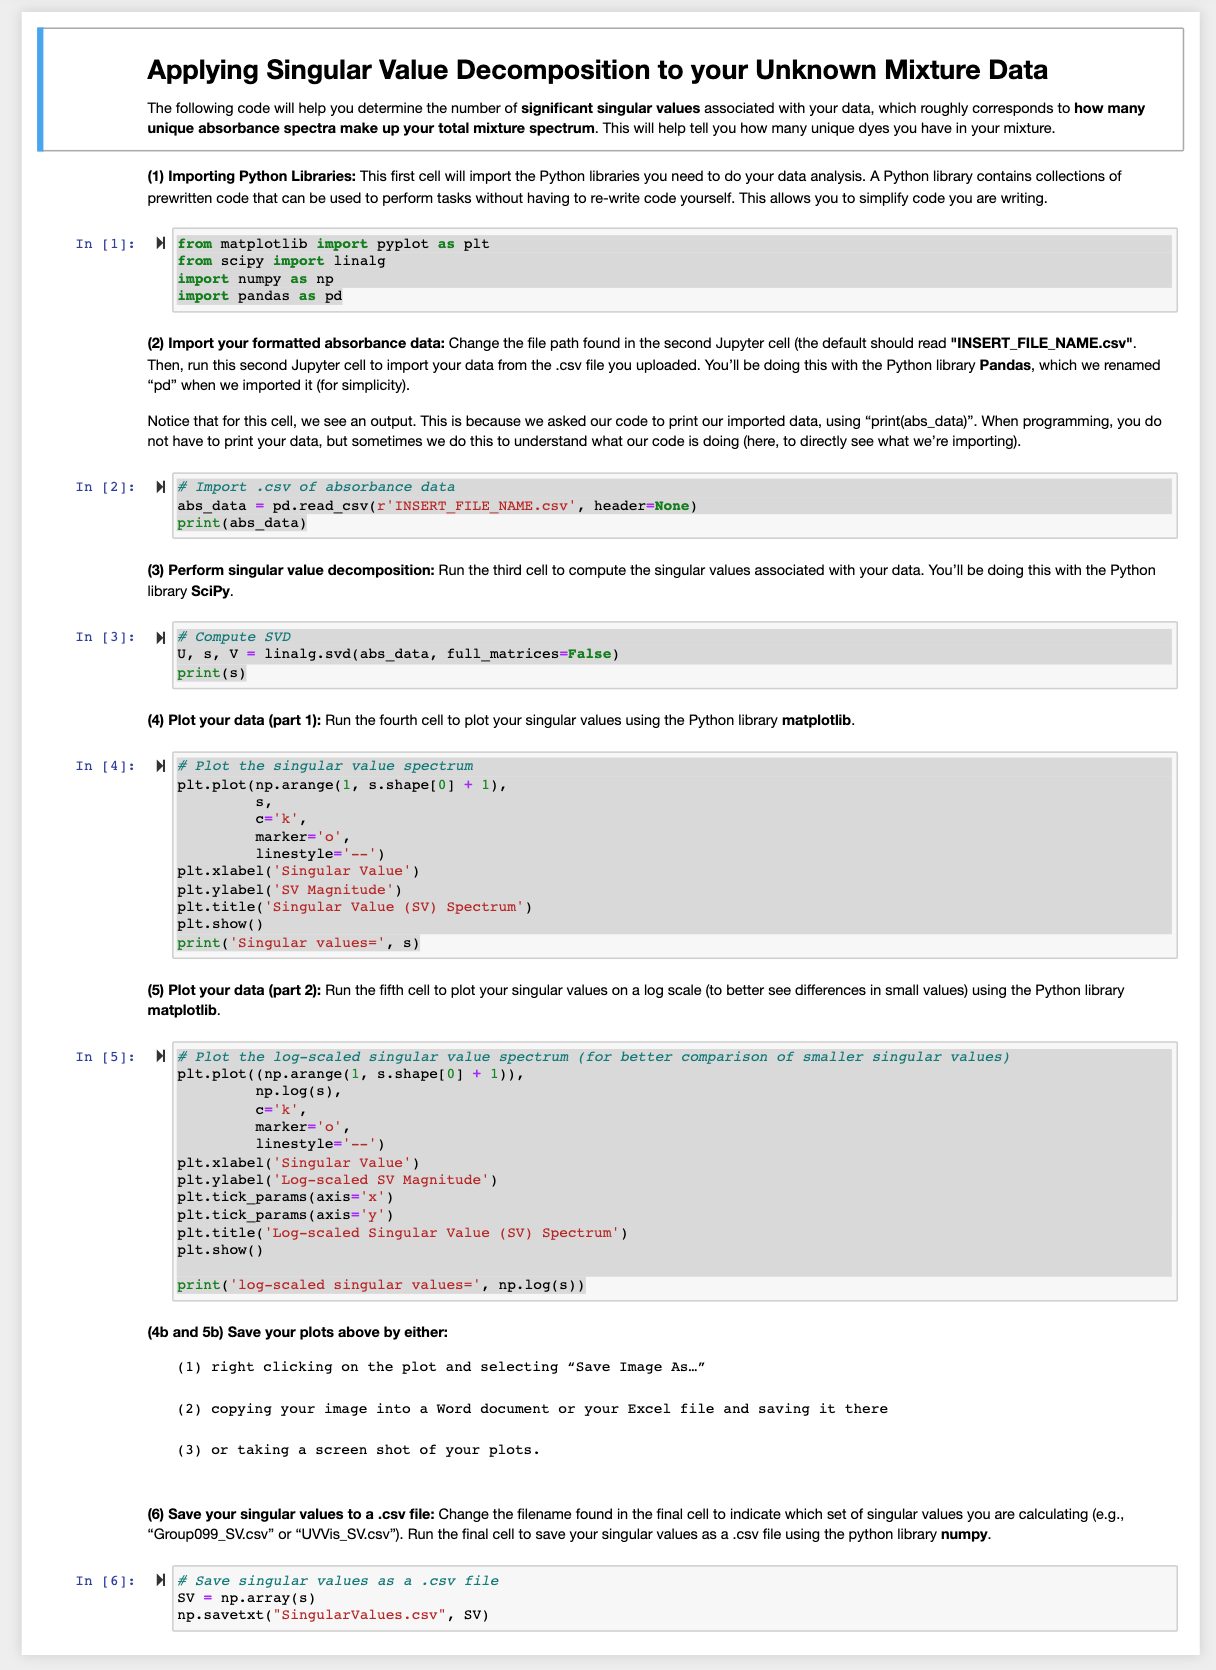 Applying Singular Value Decomposition to your Unknown Mixture Data
The following code will help you determine the number of significant singular values associated with your data, which roughly corresponds to how many
unique absorbance spectra make up your total mixture spectrum. This will help tell you how many unique dyes you have in your mixture.
(1) Importing Python Libraries: This first cell will import the Python libraries you need to do your data analysis. A Python library contains collections of
prewritten code that can be used to perform tasks without having to re-write code yourself. This allows you to simplify code you are writing.
In [1]:
from matplotlib import pyplot as plt
from scipy import linalg
import numpy as np
import pandas as pd
(2) Import your formatted absorbance data: Change the file path found in the second Jupyter cell (the default should read "INSERT_FILE_NAME.csv".
Then, run this second Jupyter cell to import your data from the .csv file you uploaded. You’ll be doing this with the Python library Pandas, which we renamed
“pd” when we imported it (for simplicity).
Notice that for this cell, we see an output. This is because we asked our code to print our imported data, using “print(abs_data)”. When programming, you do
not have to print your data, but sometimes we do this to understand what our code is doing (here, to directly see what we’re importing).
In [2]:
# Import .csv of absorbance data
abs_data = pd.read_csv(r'INSERT_FILE_NAME.csv', header=None)
print(abs_data)
(3) Perform singular value decomposition: Run the third cell to compute the singular values associated with your data. You’ll be doing this with the Python
library SciPy.
In [3]:
# Compute SVD
U, s, V = linalg.svd(abs_data, full_matrices=False)
print(s)
(4) Plot your data (part 1): Run the fourth cell to plot your singular values using the Python library matplotlib.
In [4]:
# Plot the singular value spectrum
plt.plot(np.arange(1, s.shape[0] + 1),
         s,
         c='k',
         marker='o',
         linestyle='--')
plt.xlabel('Singular Value')
plt.ylabel('SV Magnitude')
plt.title('Singular Value (SV) Spectrum')
plt.show()
print('Singular values=', s)
(5) Plot your data (part 2): Run the fifth cell to plot your singular values on a log scale (to better see differences in small values) using the Python library
matplotlib.
In [5]:
# Plot the log-scaled singular value spectrum (for better comparison of smaller singular values)
plt.plot((np.arange(1, s.shape[0] + 1)),
         np.log(s),
         c='k',
         marker='o',
         linestyle='--')
plt.xlabel('Singular Value')
plt.ylabel('Log-scaled SV Magnitude')
plt.tick_params(axis='x')
plt.tick_params(axis='y')
plt.title('Log-scaled Singular Value (SV) Spectrum')
plt.show()
print('log-scaled singular values=', np.log(s))
(4b and 5b) Save your plots above by either:
(1) right clicking on the plot and selecting “Save Image As…”
(2) copying your image into a Word document or your Excel file and saving it there
(3) or taking a screen shot of your plots.
(6) Save your singular values to a .csv file: Change the filename found in the final cell to indicate which set of singular values you are calculating (e.g.,
“Group099_SV.csv” or “UVVis_SV.csv”). Run the final cell to save your singular values as a .csv file using the python library numpy.
In [6]:
# Save singular values as a .csv file
SV = np.array(s)
np.savetxt("SingularValues.csv", SV)